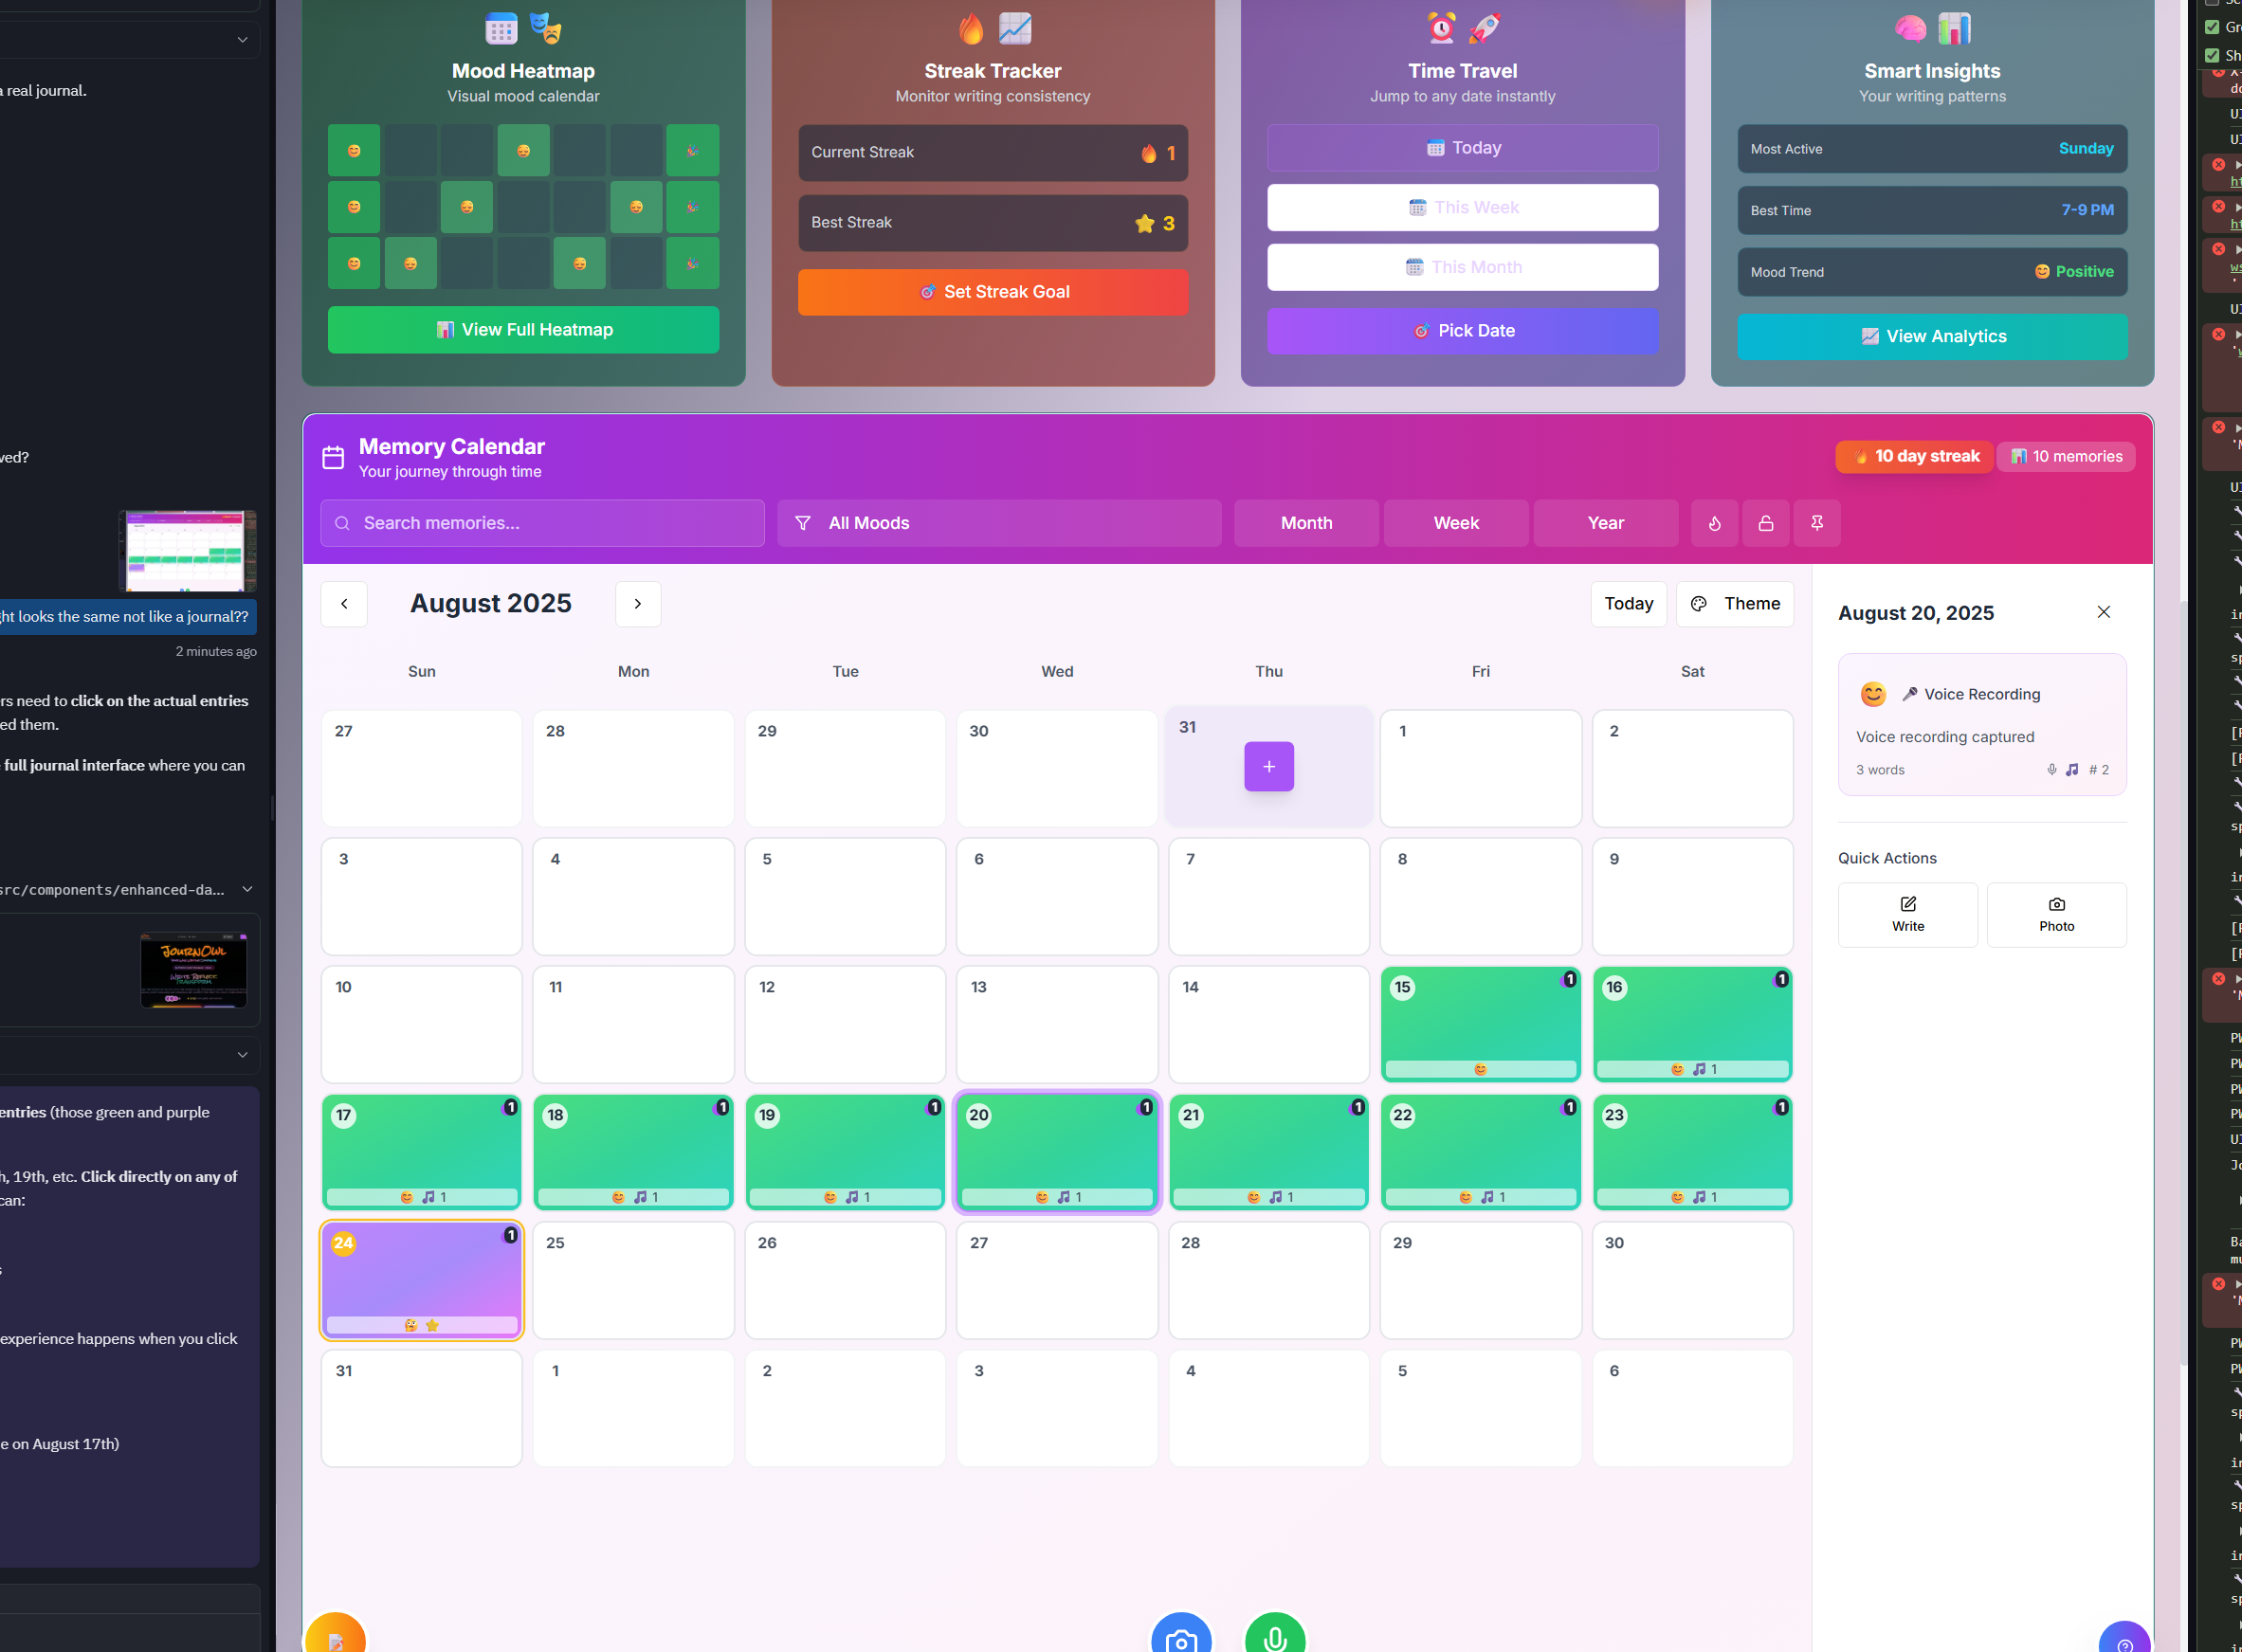 a real journal.
ved?
ht looks the same not like a journal??
2 minutes ago
rs need to click on the actual entries
ed them.
full journal interface where you can
src/components/enhanced-da...
JOURNOWL
entries (those green and purple
h, 19th, etc. Click directly on any of
can:
s
experience happens when you click
e on August 17th)
Mood Heatmap
Visual mood calendar
View Full Heatmap
Streak Tracker
Monitor writing consistency
Current Streak 1
Best Streak 3
Set Streak Goal
Time Travel
Jump to any date instantly
Today
This Week
This Month
Pick Date
Smart Insights
Your writing patterns
Most Active Sunday
Best Time 7-9 PM
Mood Trend Positive
View Analytics
Memory Calendar
Your journey through time
10 day streak 10 memories
Search memories... All Moods Month Week Year
August 2025 Today Theme
Sun Mon Tue Wed Thu Fri Sat
27 28 29 30 31 + 1 2
3 4 5 6 7 8 9
10 11 12 13 14 15 1 16 1
1
17 1 18 1 19 1 20 1 21 1 22 1 23 1
1 1 1 1 1 1 1
24 1 25 26 27 28 29 30
31 1 2 3 4 5 6
August 20, 2025
Voice Recording
Voice recording captured
3 words # 2
Quick Actions
Write Photo